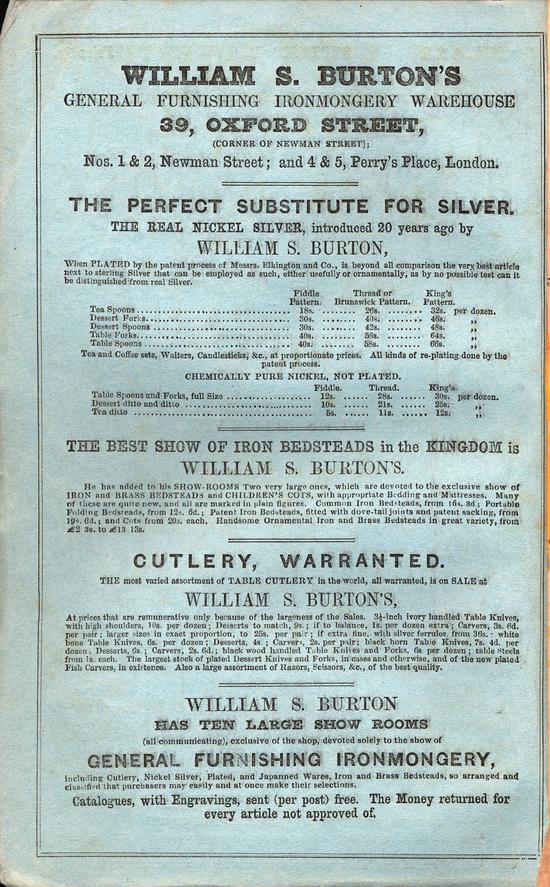 WILLIAM S. BURTON'S
GENERAL FURNISHING IRONMONGERY WAREHOUSE
39, OXFORD STREET,
(CORNER OF NEWMAN STREET);
Nos. 1 & 2, Newman Street; and 4 & 5, Perry's Place, London.
THE PERFECT SUBSTITUTE FOR SILVER.
THE REAL NICKEL SILVER, introduced 20 years ago by
WILLIAM S. BURTON,
When PLATED by the patent process of Messrs. Elkington and Co., is beyond all comparison the very best article
next to sterling Silver that can be employed as such, either usefully or ornamentally, as by no possible test can it
be distinguished from real Silver.
Fiddle Thread or King's
Pattern. Brunswick Pattern. Pattern.
Tea Spoons ........ 18s. ........ 26s. ........ 32s. per dozen.
Dessert Forks ........ 30s. ........ 40s. ........ 46s. „
Dessert Spoons ........ 30s. ........ 42s. ........ 48s. „
Table Forks ........ 40s. ........ 56s. ........ 64s. „
Table Spoons ........ 40s. ........ 58s. ........ 66s. „
Tea and Coffee sets, Waiters, Candlesticks, &c., at proportionate prices. All kinds of re-plating done by the
patent process.
CHEMICALLY PURE NICKEL, NOT PLATED.
Fiddle. Thread. King's.
Table Spoons and Forks, full Size ........ 12s. ...... 28s. ...... 30s. per dozen.
Dessert ditto and ditto ........ 10s. ...... 21s. ...... 25s. „
Tea ditto ........ 5s. ...... 11s. ...... 12s. „
THE BEST SHOW OF IRON BEDSTEADS in the KINGDOM is
WILLIAM S. BURTON'S.
He has added to his SHOW-ROOMS Two very large ones, which are devoted to the exclusive show of
IRON and BRASS BEDSTEADS and CHILDREN'S COTS, with appropriate Bedding and Mattresses. Many
of these are quite new, and all are marked in plain figures. Common Iron Bedsteads, from 16s. 3d; Portable
Folding Bedsteads, from 12s. 6d.; Patent Iron Bedsteads, fitted with dove-tail joints and patent sacking, from
19s. 6d.; and Cots from 20s. each. Handsome Ornamental Iron and Brass Bedsteads in great variety, from
£2 3s. to £13 13s.
CUTLERY, WARRANTED.
THE most varied assortment of TABLE CUTLERY in the world, all warranted, is on SALE at
WILLIAM S. BURTON'S,
At prices that are remunerative only because of the largeness of the Sales. 3½-inch ivory handled Table Knives,
with high shoulders, 10s. per dozen; Desserts to match, 9s.; if to balance, 1s. per dozen extra; Carvers, 3s. 6d.
per pair; larger sizes in exact proportion, to 25s. per pair; if extra fine, with silver ferrules, from 36s.: white
bone Table Knives, 6s. per dozen; Desserts, 4s.; Carvers, 2s. per pair; black horn Table Knives, 7s. 4d. per
dozen; Desserts, 6s.; Carvers, 2s. 6d.; black wood handled Table Knives and Forks, 6s per dozen; table Steels
from 1s. each. The largest stock of plated Dessert Knives and Forks, in cases and otherwise, and of the new plated
Fish Carvers, in existence. Also a large assortment of Razors, Scissors, &c., of the best quality.
WILLIAM S. BURTON
HAS TEN LARGE SHOW ROOMS
(all communicating), exclusive of the shop, devoted solely to the show of
GENERAL FURNISHING IRONMONGERY,
including Cutlery, Nickel Silver, Plated, and Japanned Wares, Iron and Brass Bedsteads, so arranged and
classified that purchasers may easily and at once make their selections.
Catalogues, with Engravings, sent (per post) free. The Money returned for
every article not approved of.